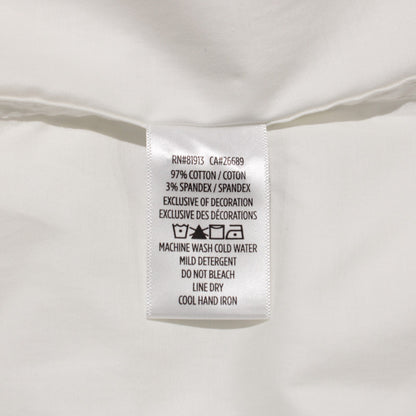 RN#81913 CA#26689
97% COTTON / COTON
3% SPANDEX / SPANDEX
EXCLUSIVE OF DECORATION
EXCLUSIVE DES DÉCORATIONS
MACHINE WASH COLD WATER
MILD DETERGENT
DO NOT BLEACH
LINE DRY
COOL HAND IRON